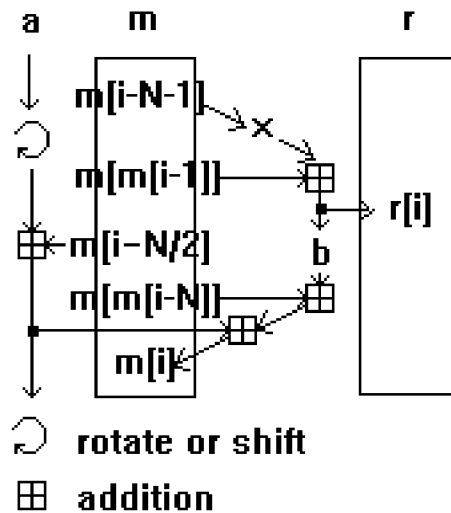 a m r
m[i-N-1]
x
m[m[i-1]]
r[i]
m[i-N/2] b
m[m[i-N]]
m[i]
rotate or shift
addition